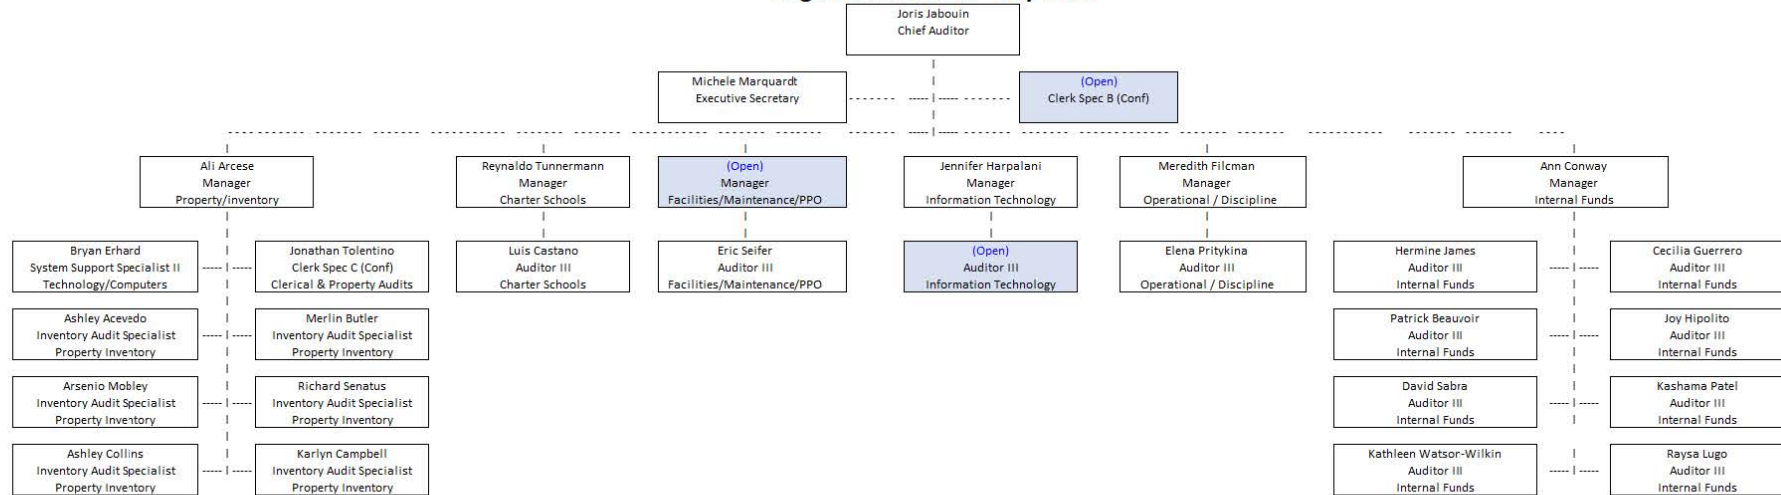 Joris Jabouin
Chief Auditor
Michele Marquardt
Executive Secretary
(Open)
Clerk Spec B (Conf)
Ali Arcese
Manager
Property/inventory
Reynaldo Tunnermann
Manager
Charter Schools
(Open)
Manager
Facilities/Maintenance/PPO
Jennifer Harpalani
Manager
Information Technology
Meredith Filcman
Manager
Operational / Discipline
Ann Conway
Manager
Internal Funds
Bryan Erhard
System Support Specialist II
Technology/Computers
Jonathan Tolentino
Clerk Spec C (Conf)
Clerical & Property Audits
Luis Castano
Auditor III
Charter Schools
Eric Seifer
Auditor III
Facilities/Maintenance/PPO
(Open)
Auditor III
Information Technology
Elena Pritykina
Auditor III
Operational / Discipline
Hermine James
Auditor III
Internal Funds
Cecilia Guerrero
Auditor III
Internal Funds
Ashley Acevedo
Inventory Audit Specialist
Property Inventory
Merlin Butler
Inventory Audit Specialist
Property Inventory
Patrick Beauvoir
Auditor III
Internal Funds
Joy Hipolito
Auditor III
Internal Funds
Arsenio Mobley
Inventory Audit Specialist
Property Inventory
Richard Senatus
Inventory Audit Specialist
Property Inventory
David Sabra
Auditor III
Internal Funds
Kashama Patel
Auditor III
Internal Funds
Ashley Collins
Inventory Audit Specialist
Property Inventory
Karlyn Campbell
Inventory Audit Specialist
Property Inventory
Kathleen Watson-Wilkin
Auditor III
Internal Funds
Raysa Lugo
Auditor III
Internal Funds